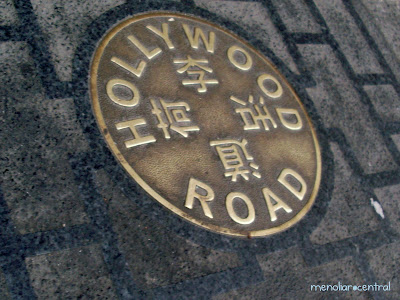 HOLLYWOOD
荷李活道
ROAD
menoliar●central